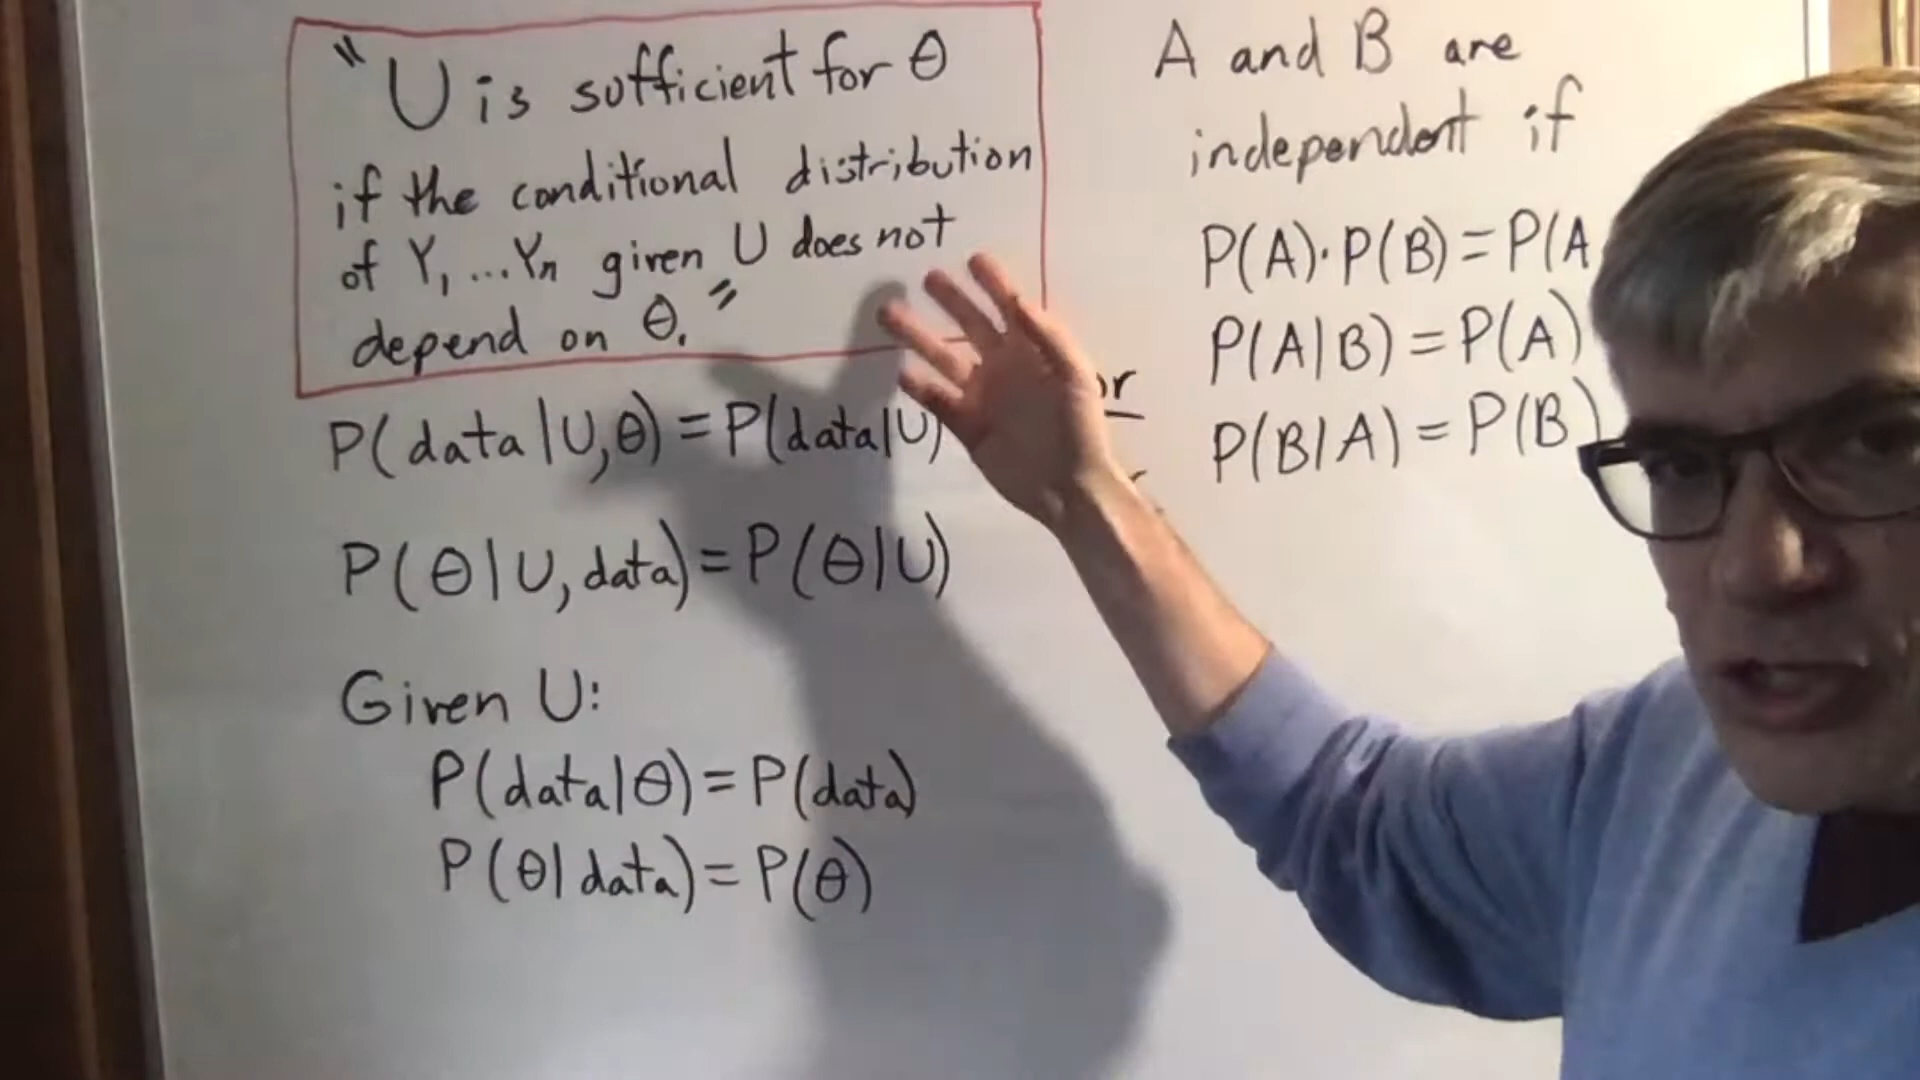 "U is sufficient for θ
if the conditional distribution
of Y₁ ... Yn given U does not
depend on θ."
P(data|U,θ) = P(data|U)
P(θ|U,data) = P(θ|U)
Given U:
P(data|θ) = P(data)
P(θ|data) = P(θ)
A and B are
independent if
P(A)·P(B) = P(A
P(A|B) = P(A)
or P(B|A) = P(B)